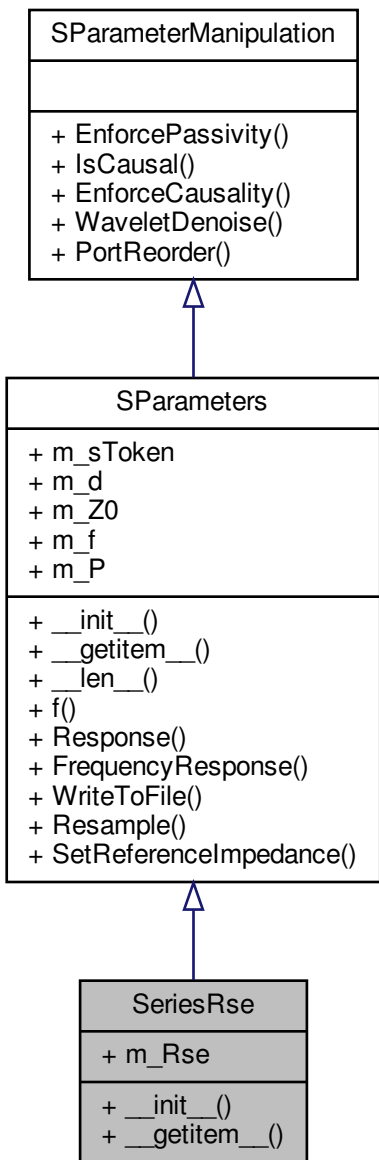 SParameterManipulation
+ EnforcePassivity()
+ IsCausal()
+ EnforceCausality()
+ WaveletDenoise()
+ PortReorder()
SParameters
+ m_sToken
+ m_d
+ m_Z0
+ m_f
+ m_P
+ __init__()
+ __getitem__()
+ __len__()
+ f()
+ Response()
+ FrequencyResponse()
+ WriteToFile()
+ Resample()
+ SetReferenceImpedance()
SeriesRse
+ m_Rse
+ __init__()
+ __getitem__()